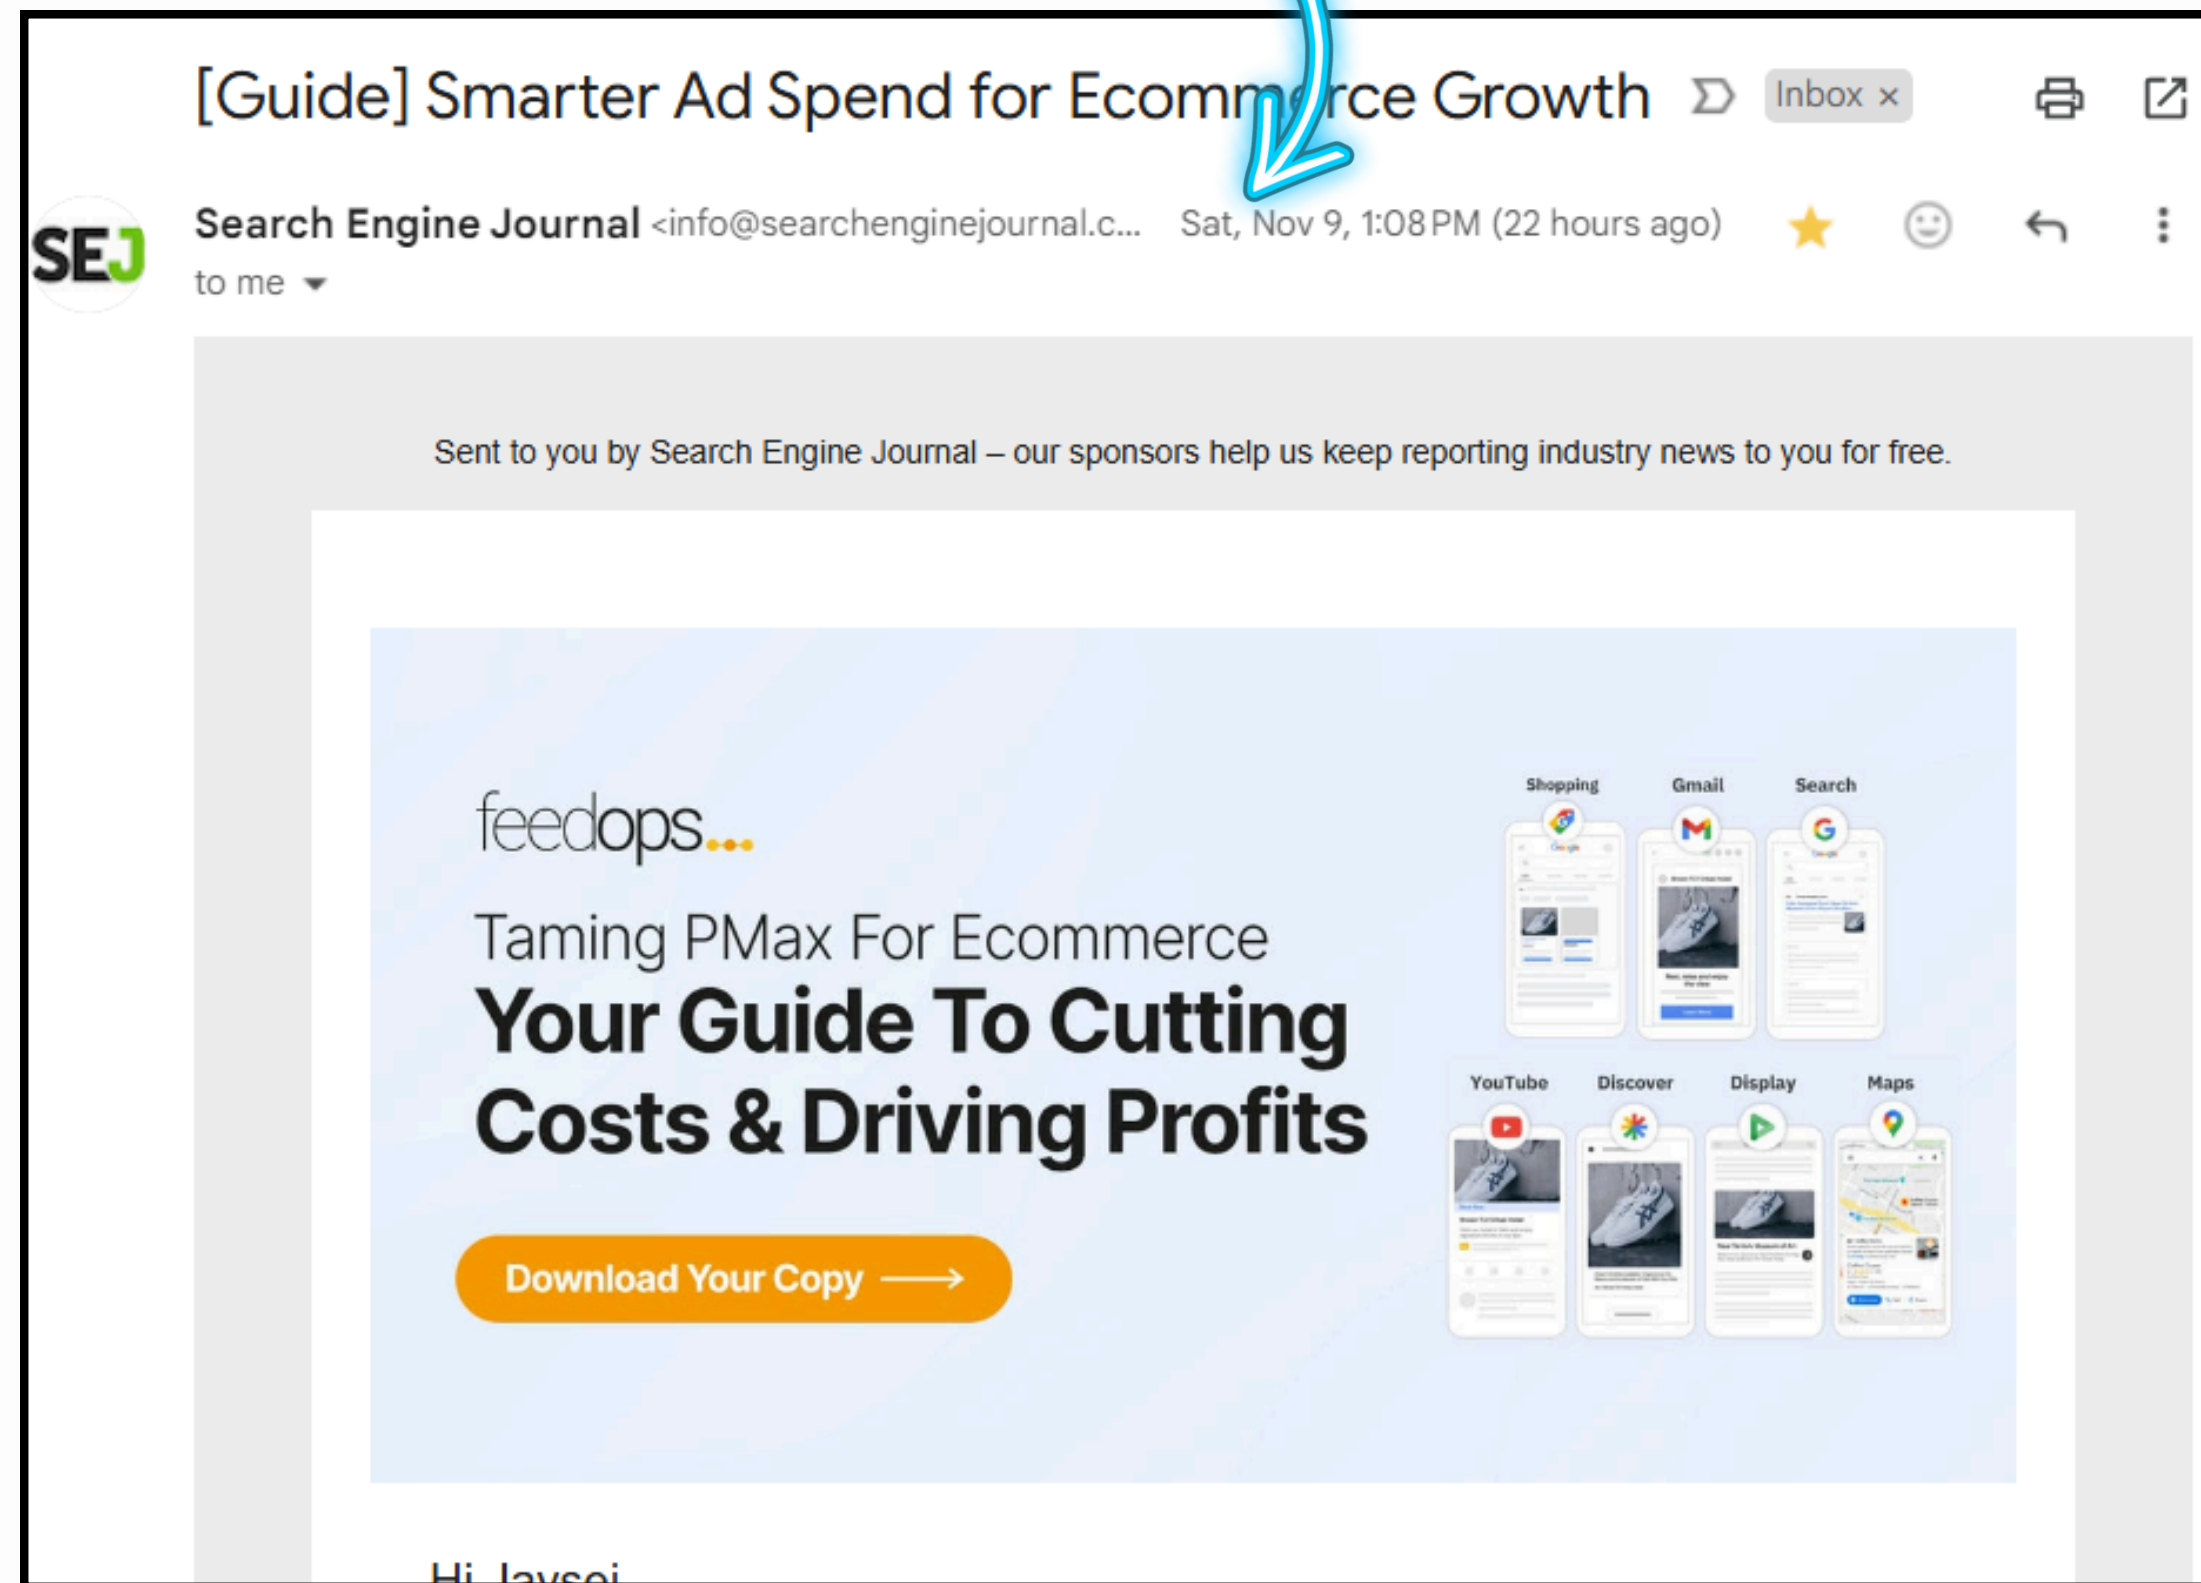 [Guide] Smarter Ad Spend for Ecommerce Growth
Inbox ×
SEJ
Search Engine Journal <info@searchenginejournal.c... Sat, Nov 9, 1:08 PM (22 hours ago)
to me
Sent to you by Search Engine Journal – our sponsors help us keep reporting industry news to you for free.
feedops...
Taming PMax For Ecommerce
Your Guide To Cutting
Costs & Driving Profits
Download Your Copy
Shopping Gmail Search
YouTube Discover Display Maps
Hi